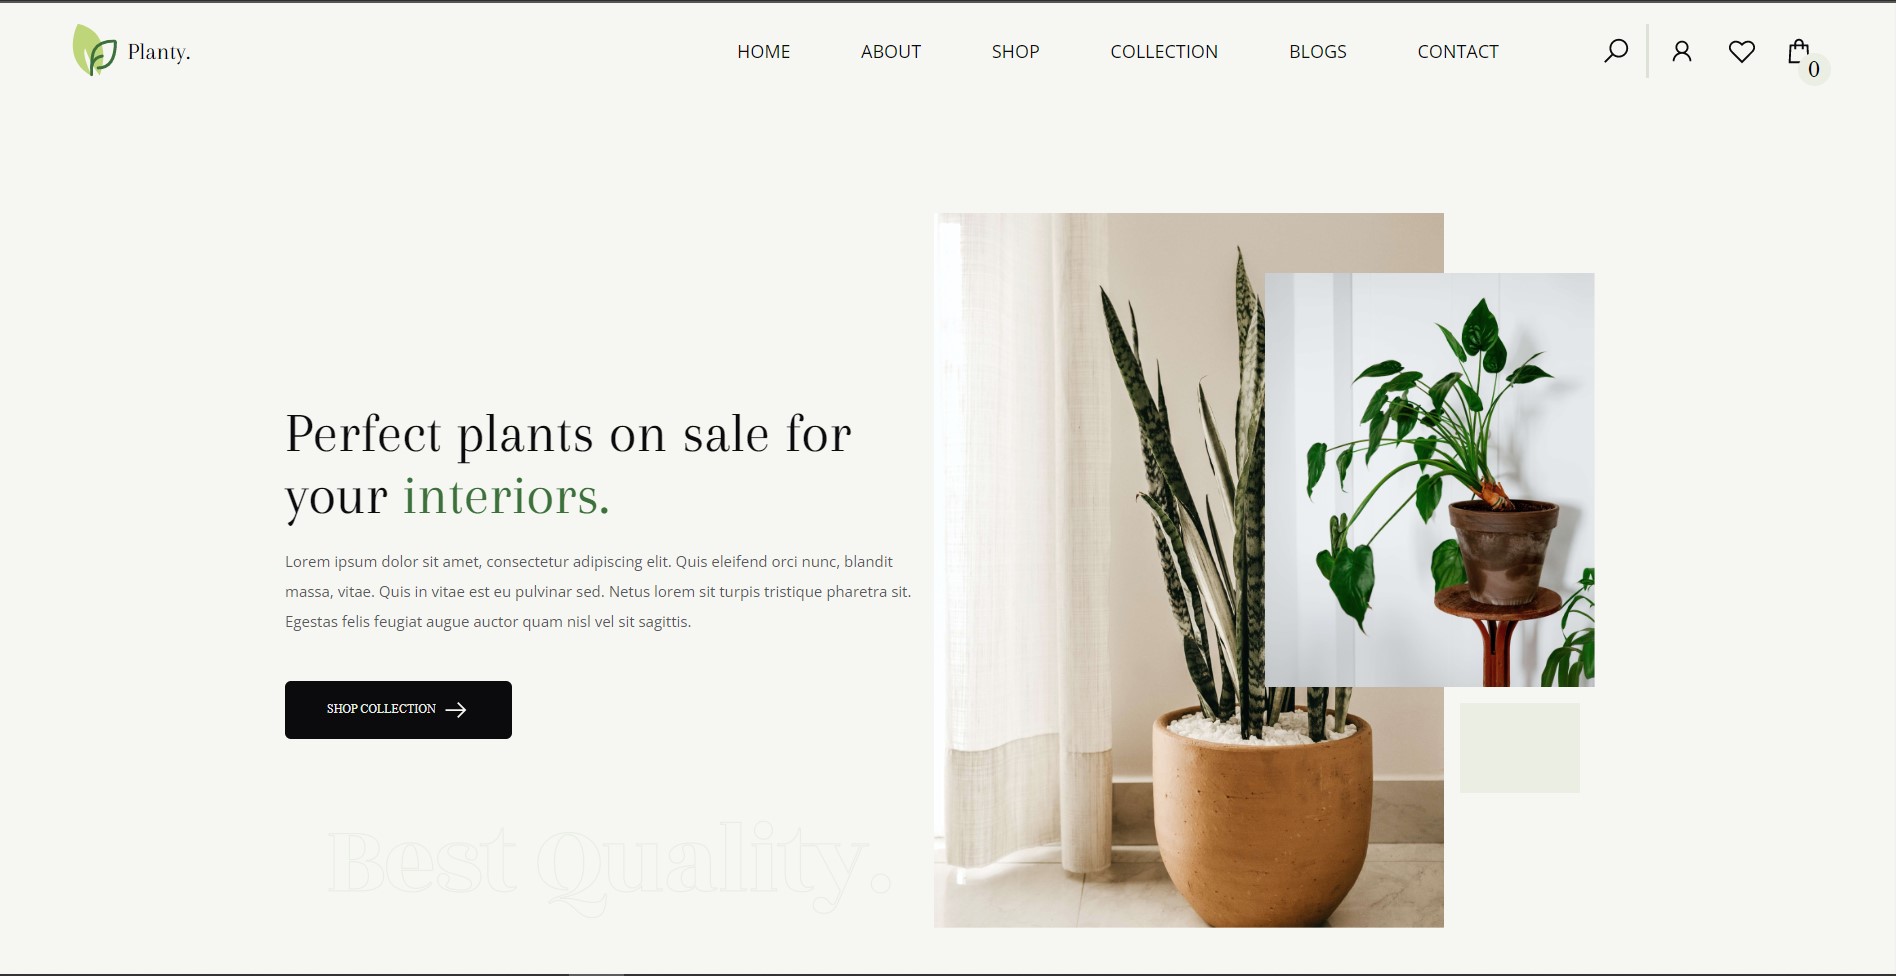 Planty.
HOME
ABOUT
SHOP
COLLECTION
BLOGS
CONTACT
0
Perfect plants on sale for
your interiors.
Lorem ipsum dolor sit amet, consectetur adipiscing elit. Quis eleifend orci nunc, blandit
massa, vitae. Quis in vitae est eu pulvinar sed. Netus lorem sit turpis tristique pharetra sit.
Egestas felis feugiat augue auctor quam nisl vel sit sagittis.
SHOP COLLECTION
Best Quality.